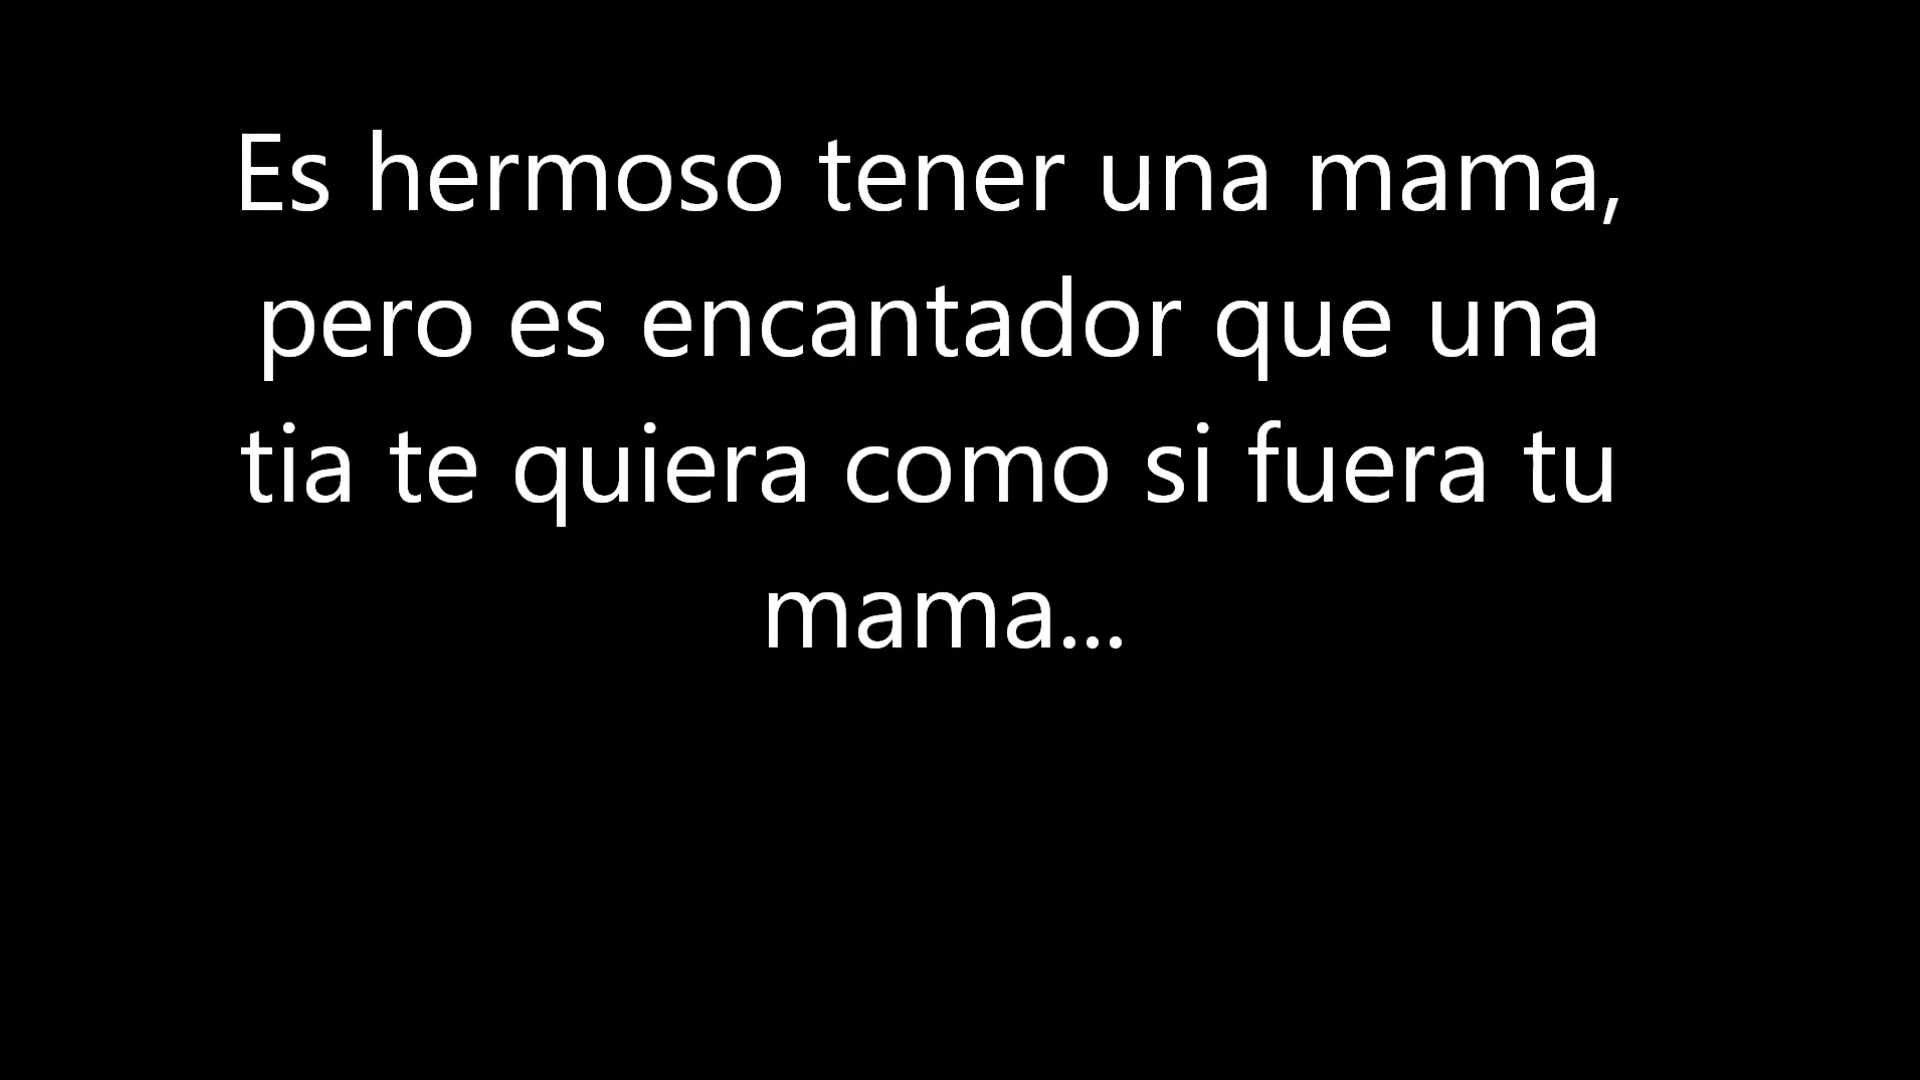 Es hermoso tener una mama,
pero es encantador que una
tia te quiera como si fuera tu
mama...